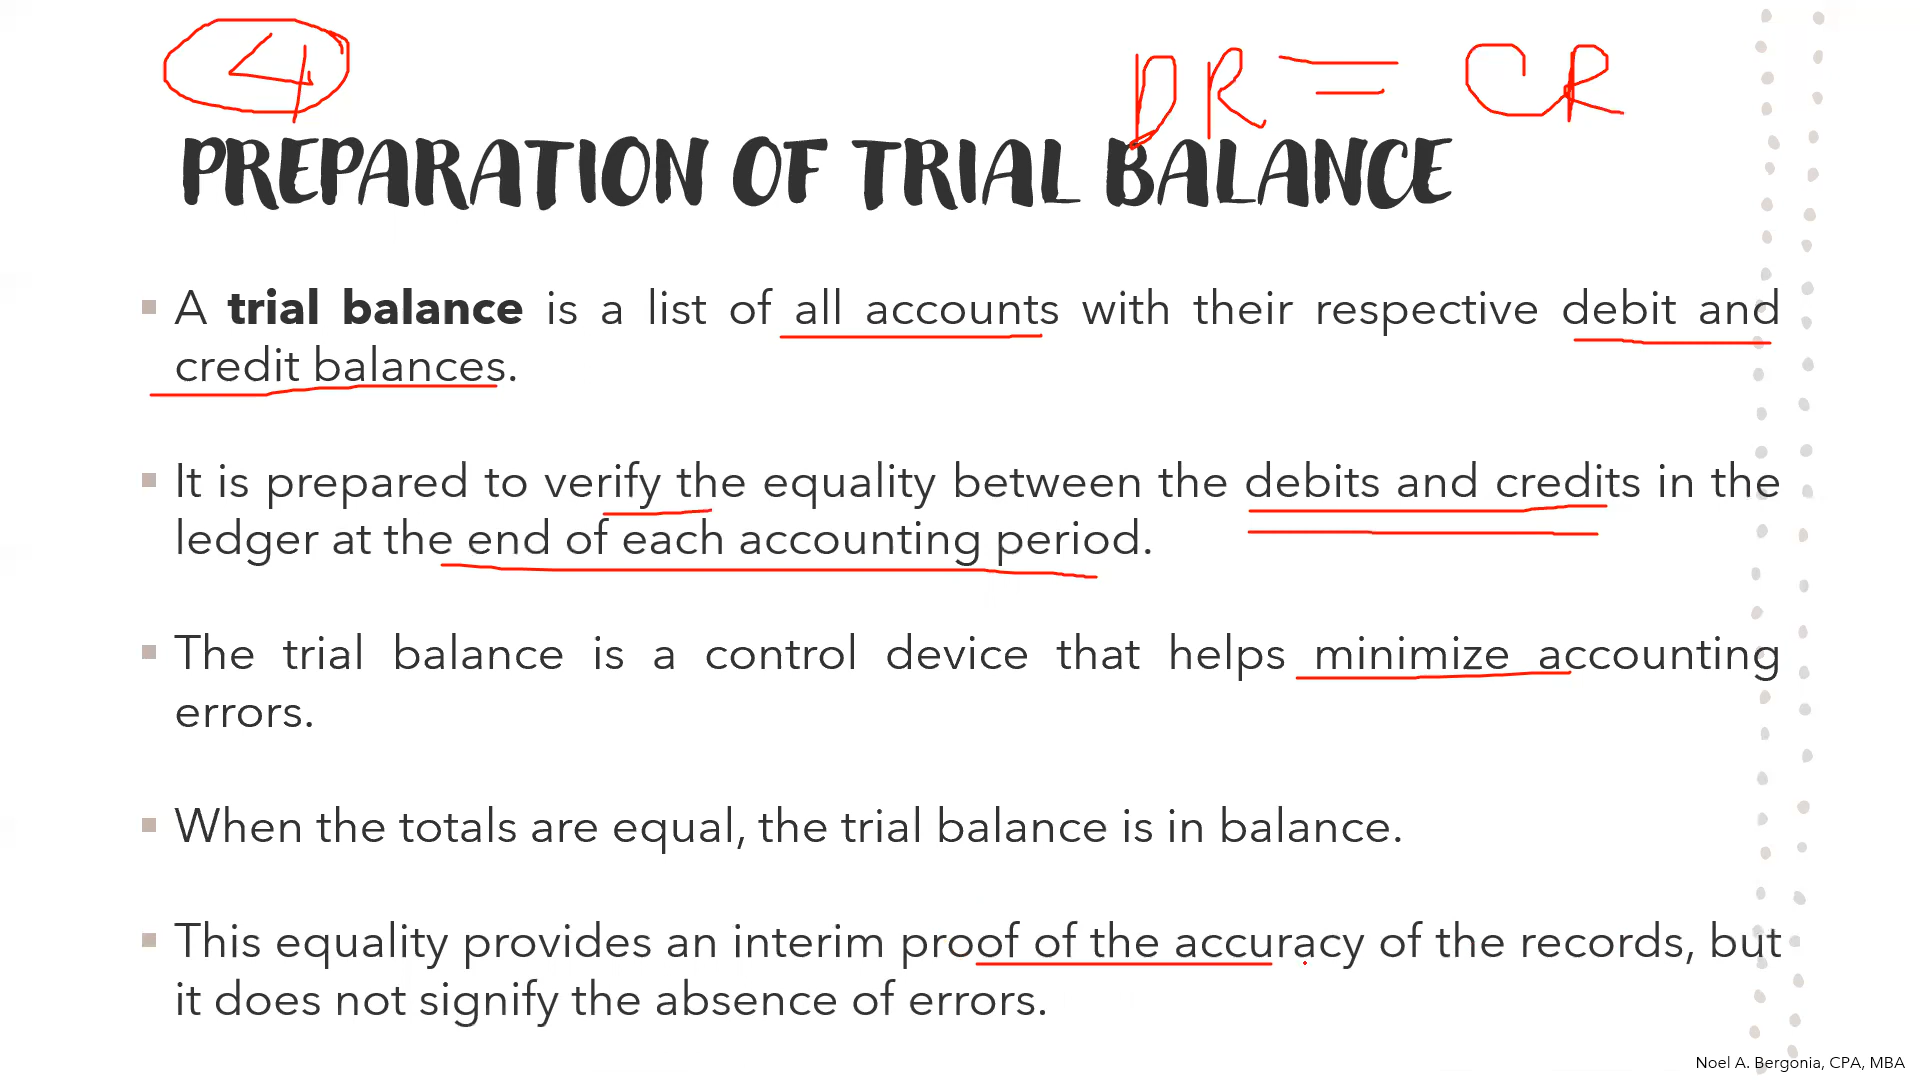 4
DR = CR
PREPARATION OF TRIAL BALANCE
▪ A trial balance is a list of all accounts with their respective debit and
credit balances.
▪ It is prepared to verify the equality between the debits and credits in the
ledger at the end of each accounting period.
▪ The trial balance is a control device that helps minimize accounting
errors.
▪ When the totals are equal, the trial balance is in balance.
▪ This equality provides an interim proof of the accuracy of the records, but
it does not signify the absence of errors.
Noel A. Bergonia, CPA, MBA